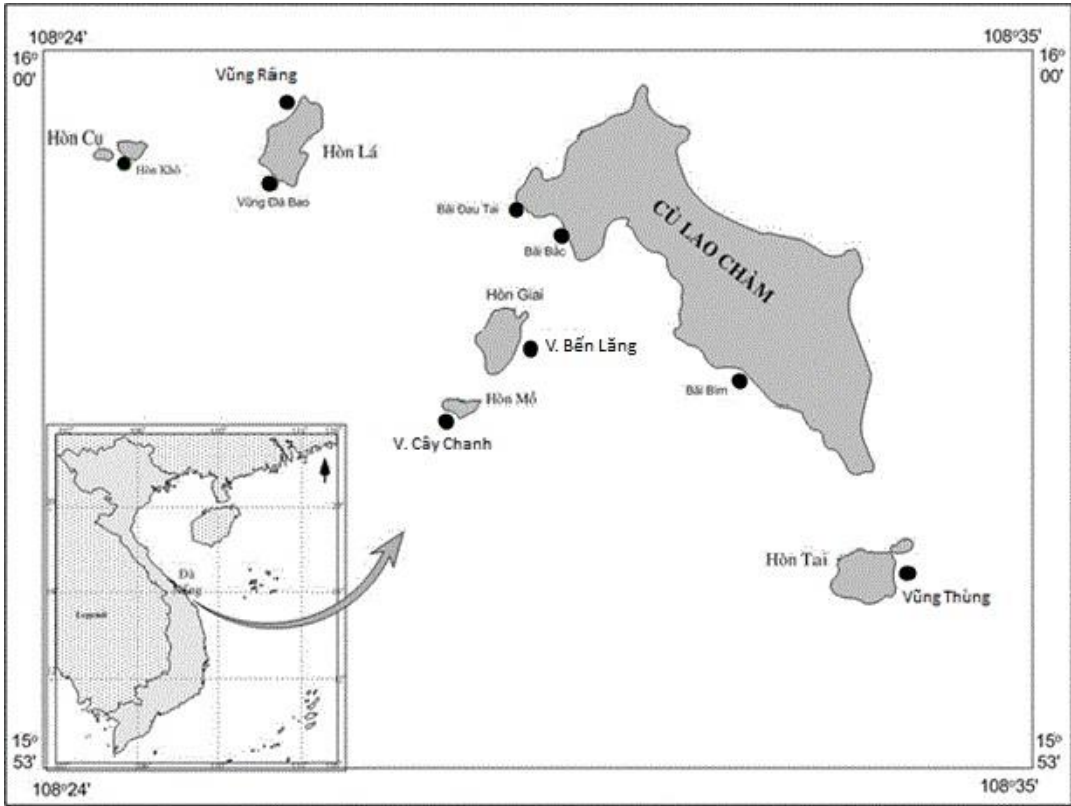 108°24'
108°35'
16°
00'
16°
00'
Vũng Răng
Hòn Cụ
Hòn Khô
Hòn Lá
Vũng Đá Bao
Bãi Đau Tai
Bãi Bắc
CÙ LAO CHÀM
Hòn Giai
V. Bến Lăng
Bãi Bìm
Hòn Mồ
V. Cây Chanh
Đà
Nẵng
Legend
Hòn Tai
Vũng Thùng
15°
53'
15°
53'
108°24'
108°35'